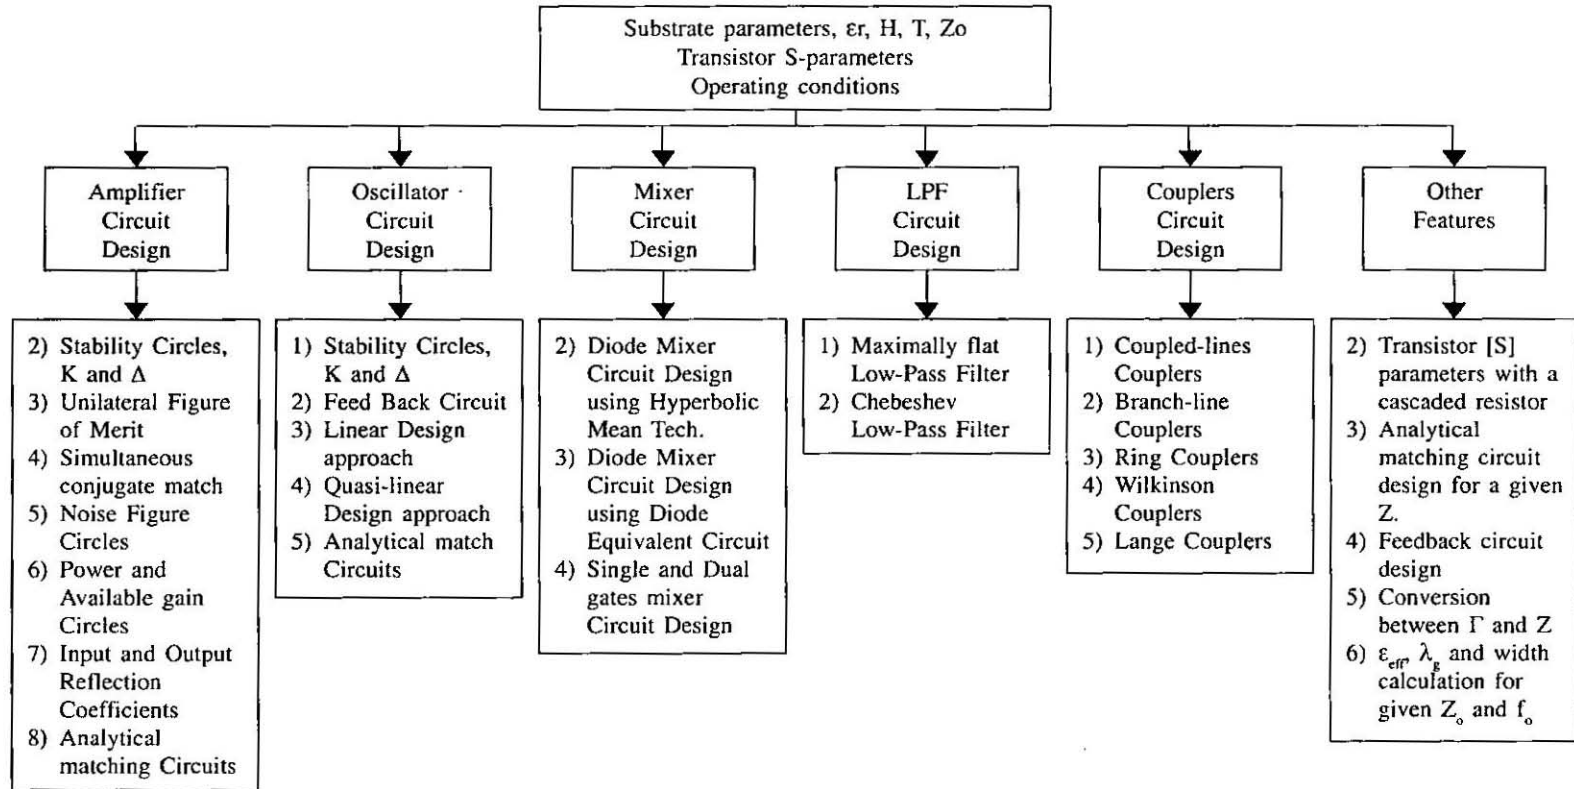 Substrate parameters, εr, H, T, Zo
Transistor S-parameters
Operating conditions
Amplifier
Circuit
Design
Oscillator
Circuit
Design
Mixer
Circuit
Design
LPF
Circuit
Design
Couplers
Circuit
Design
Other
Features
2) Stability Circles,
K and Δ
3) Unilateral Figure
of Merit
4) Simultaneous
conjugate match
5) Noise Figure
Circles
6) Power and
Available gain
Circles
7) Input and Output
Reflection
Coefficients
8) Analytical
matching Circuits
1) Stability Circles,
K and Δ
2) Feed Back Circuit
3) Linear Design
approach
4) Quasi-linear
Design approach
5) Analytical match
Circuits
2) Diode Mixer
Circuit Design
using Hyperbolic
Mean Tech.
3) Diode Mixer
Circuit Design
using Diode
Equivalent Circuit
4) Single and Dual
gates mixer
Circuit Design
1) Maximally flat
Low-Pass Filter
2) Chebeshev
Low-Pass Filter
1) Coupled-lines
Couplers
2) Branch-line
Couplers
3) Ring Couplers
4) Wilkinson
Couplers
5) Lange Couplers
2) Transistor [S]
parameters with a
cascaded resistor
3) Analytical
matching circuit
design for a given
Z.
4) Feedback circuit
design
5) Conversion
between Γ and Z
6) ε_eff, λ_g and width
calculation for
given Z_o and f_o